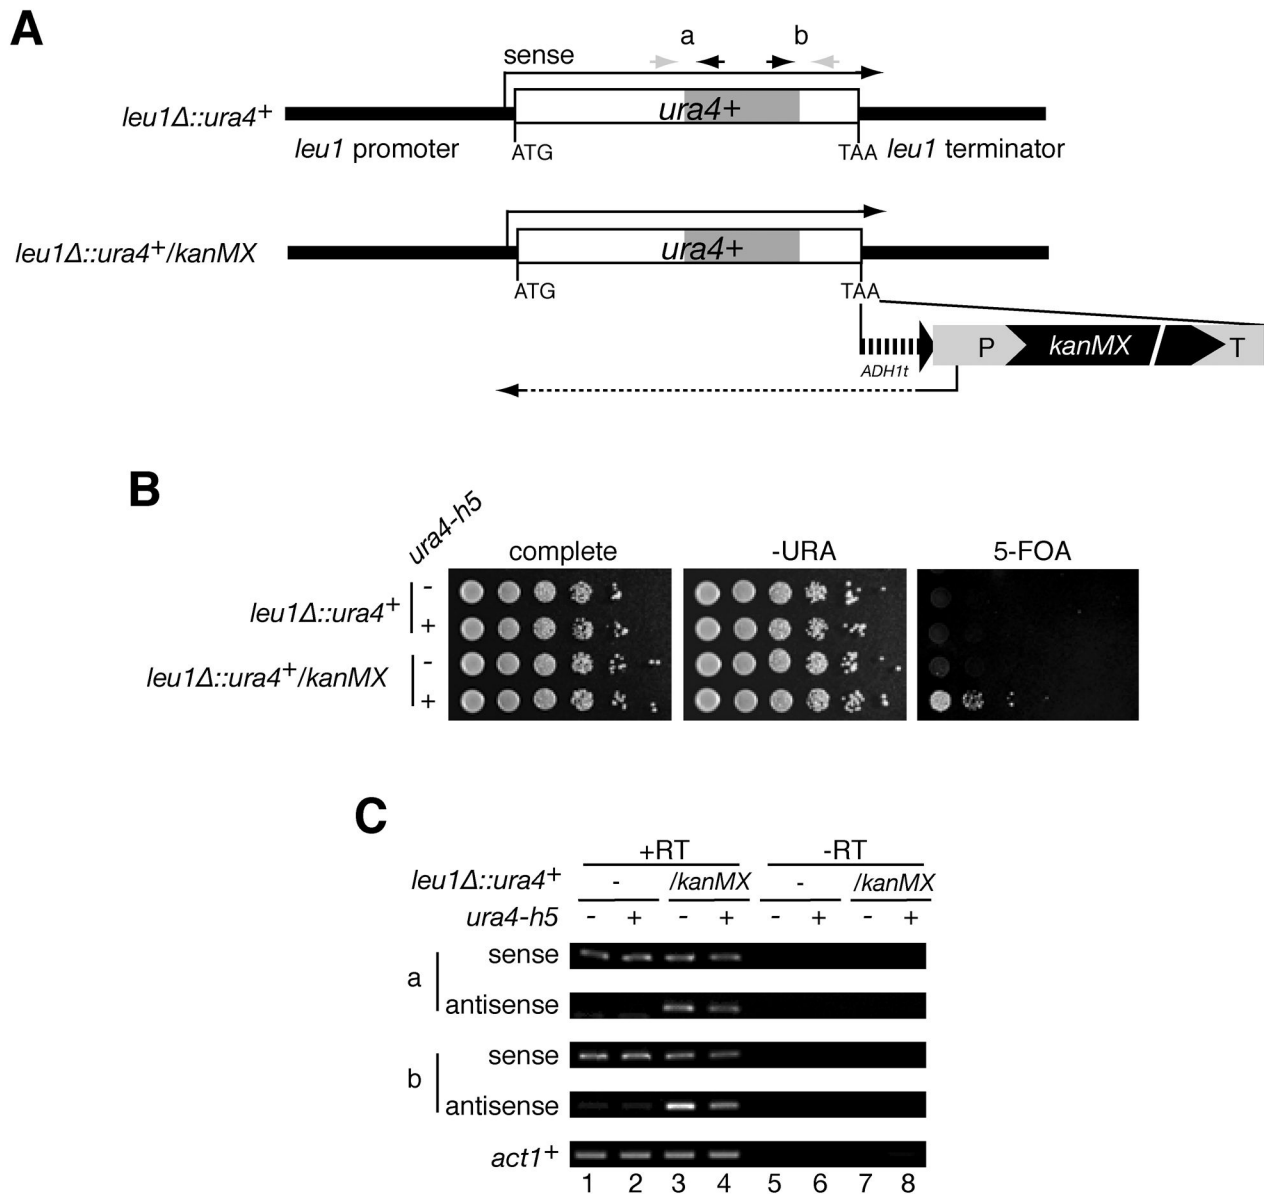 A
a b
sense
leu1Δ::ura4+ ura4+
leu1 promoter ATG TAA leu1 terminator
leu1Δ::ura4+/kanMX ura4+
ATG TAA
P kanMX T
ADH1t
B
ura4-h5
complete -URA 5-FOA
leu1Δ::ura4+ -
+
leu1Δ::ura4+/kanMX -
+
C
+RT -RT
leu1Δ::ura4+ - /kanMX - /kanMX
ura4-h5 - + - + - + - +
a sense
antisense
b sense
antisense
act1+
1 2 3 4 5 6 7 8